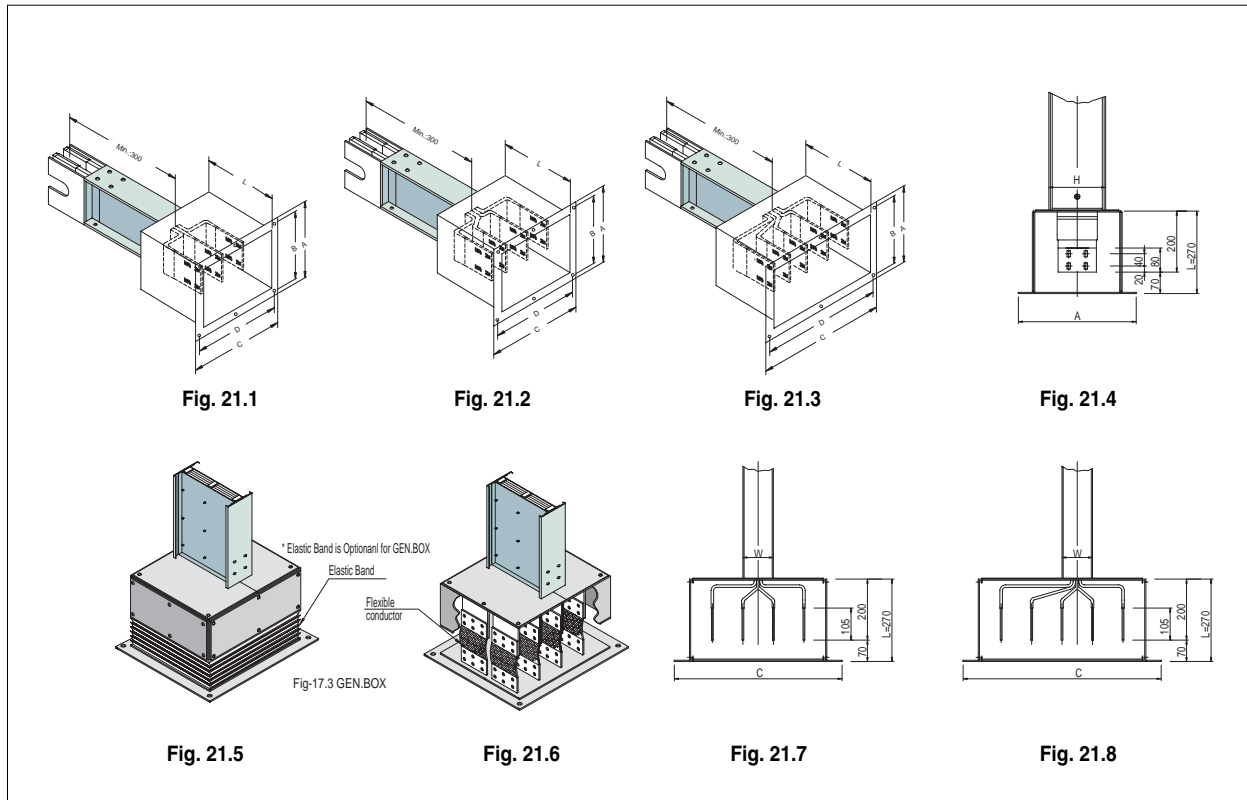 Min.:300
L
B
A
D
C
Fig. 21.1
Min.:300
L
B
A
D
C
Fig. 21.2
Min.:300
L
B
A
D
C
Fig. 21.3
H
200
40
80
20
70
L=270
A
Fig. 21.4
* Elastic Band is Optionanl for GEN.BOX
Elastic Band
Fig-17.3 GEN.BOX
Fig. 21.5
Flexible
conductor
Fig. 21.6
W
105
200
70
L=270
C
Fig. 21.7
W
105
200
70
L=270
C
Fig. 21.8